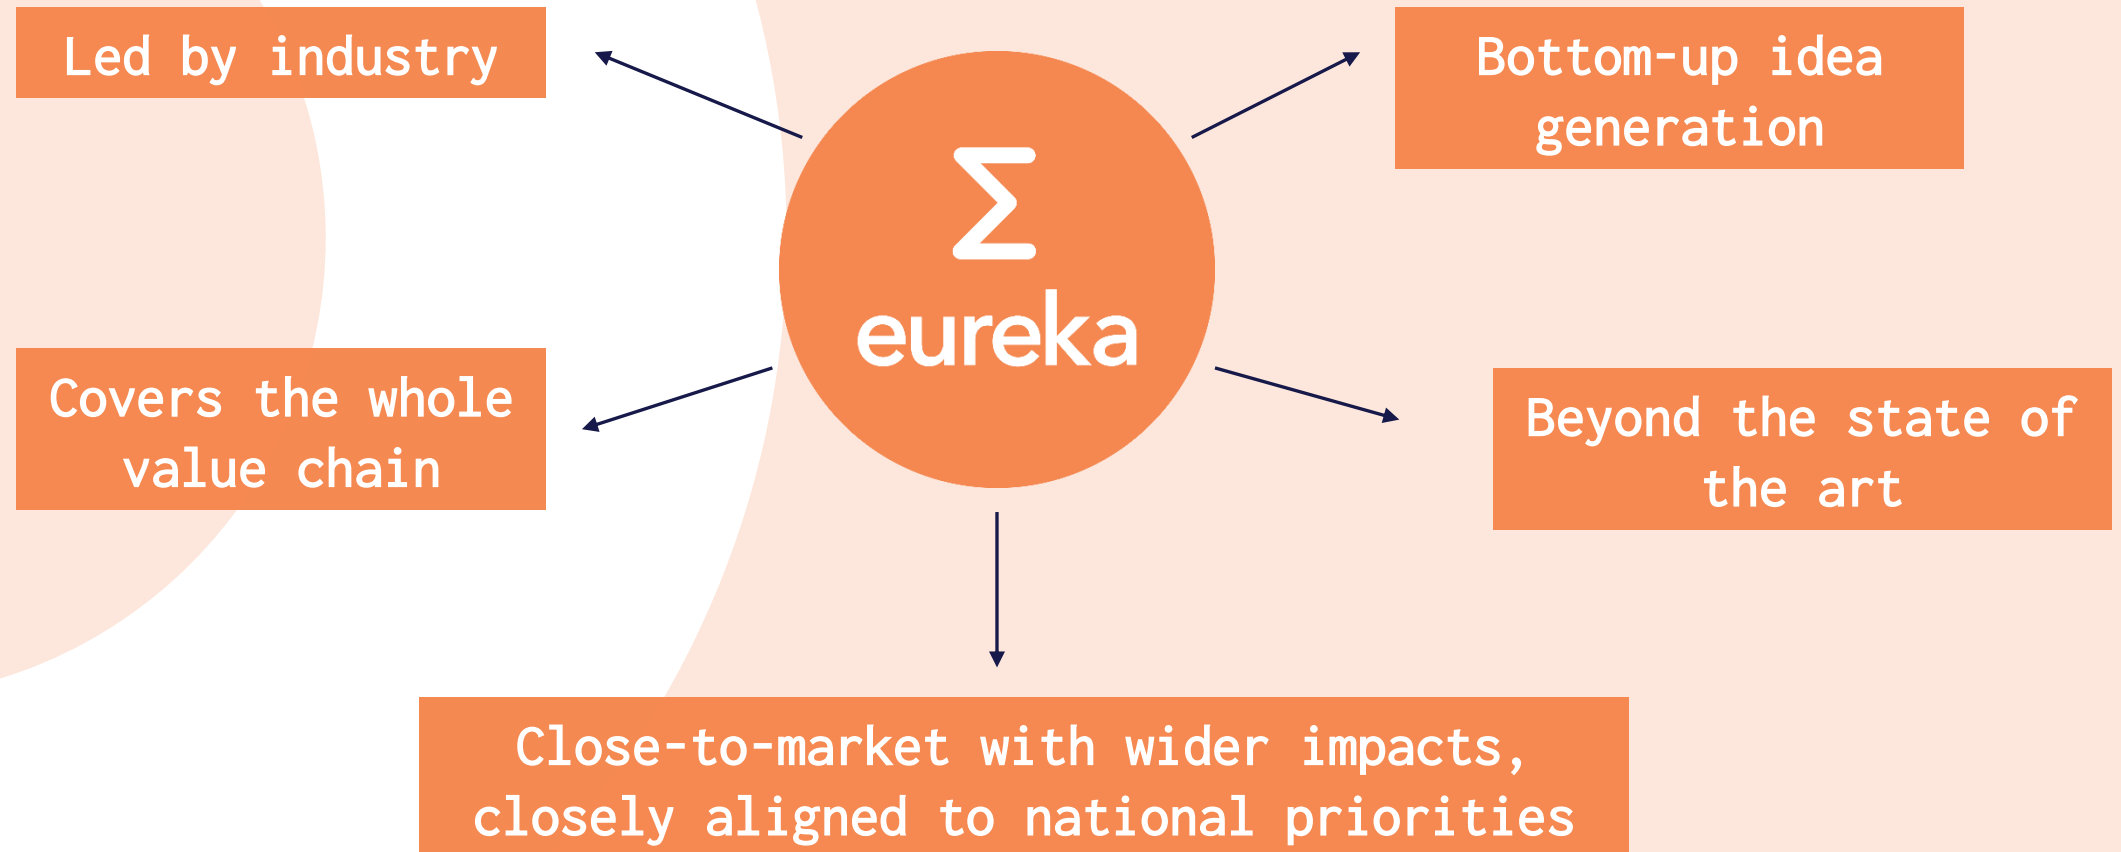 Led by industry
Bottom-up idea
generation
Σ
eureka
Covers the whole
value chain
Beyond the state of
the art
Close-to-market with wider impacts,
closely aligned to national priorities